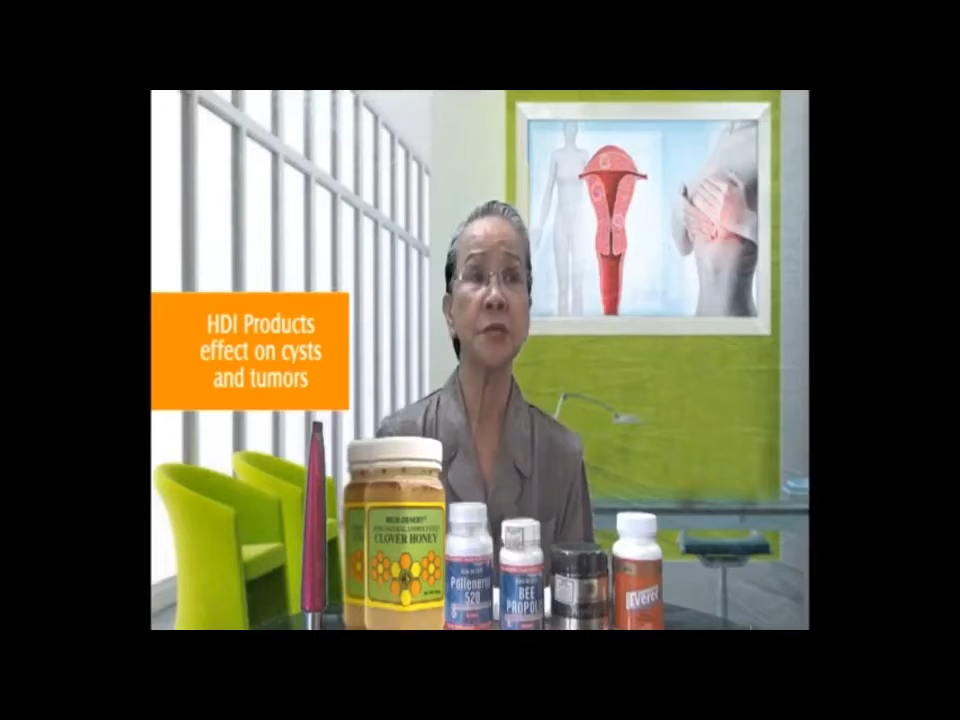 HDI Products
effect on cysts
and tumors
HIGH DESERT
CLOVER HONEY
Pollenergy
520
BEE
PROPOLIS